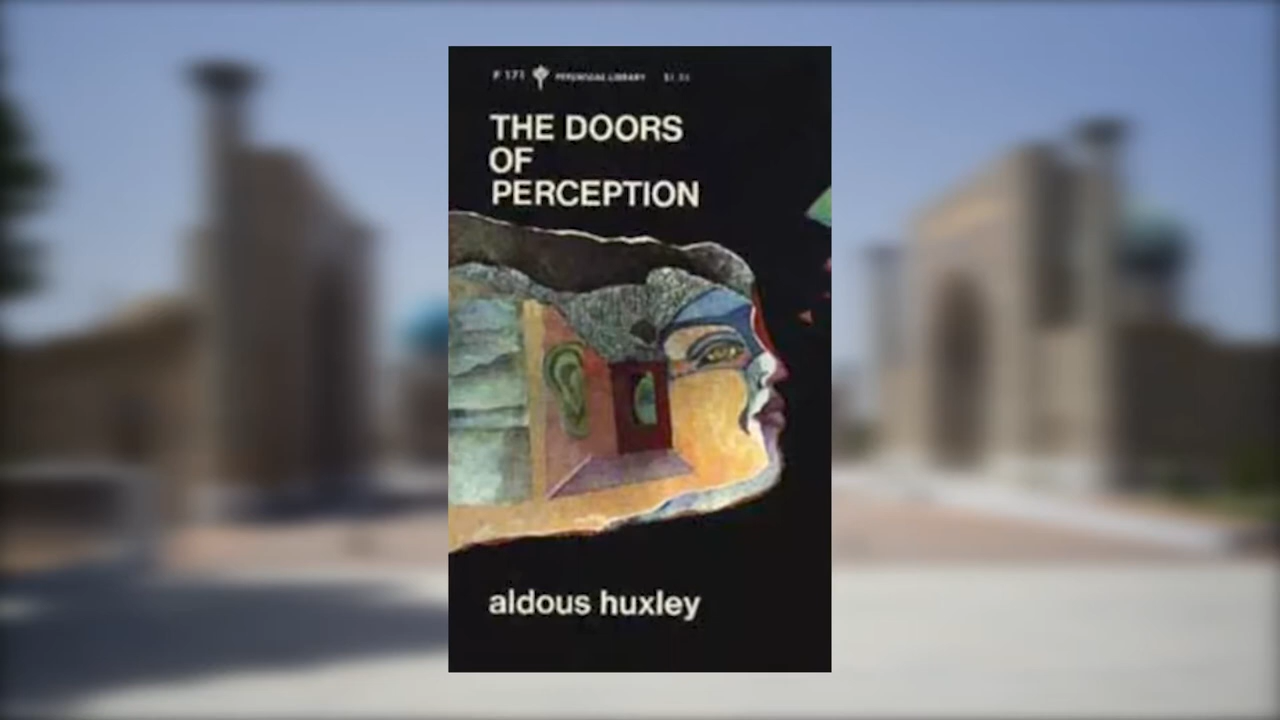 P 171 PERENNIAL LIBRARY
THE DOORS
OF
PERCEPTION
aldous huxley